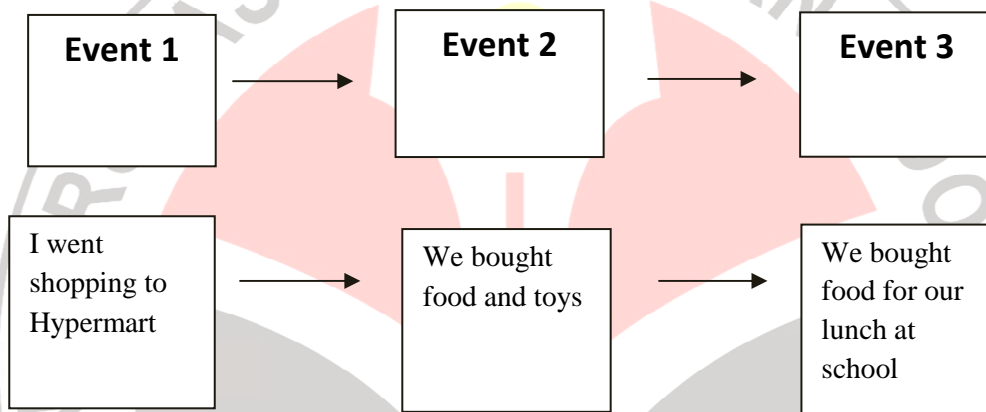 Event 1
Event 2
Event 3
I went
shopping to
Hypermart
We bought
food and toys
We bought
food for our
lunch at
school